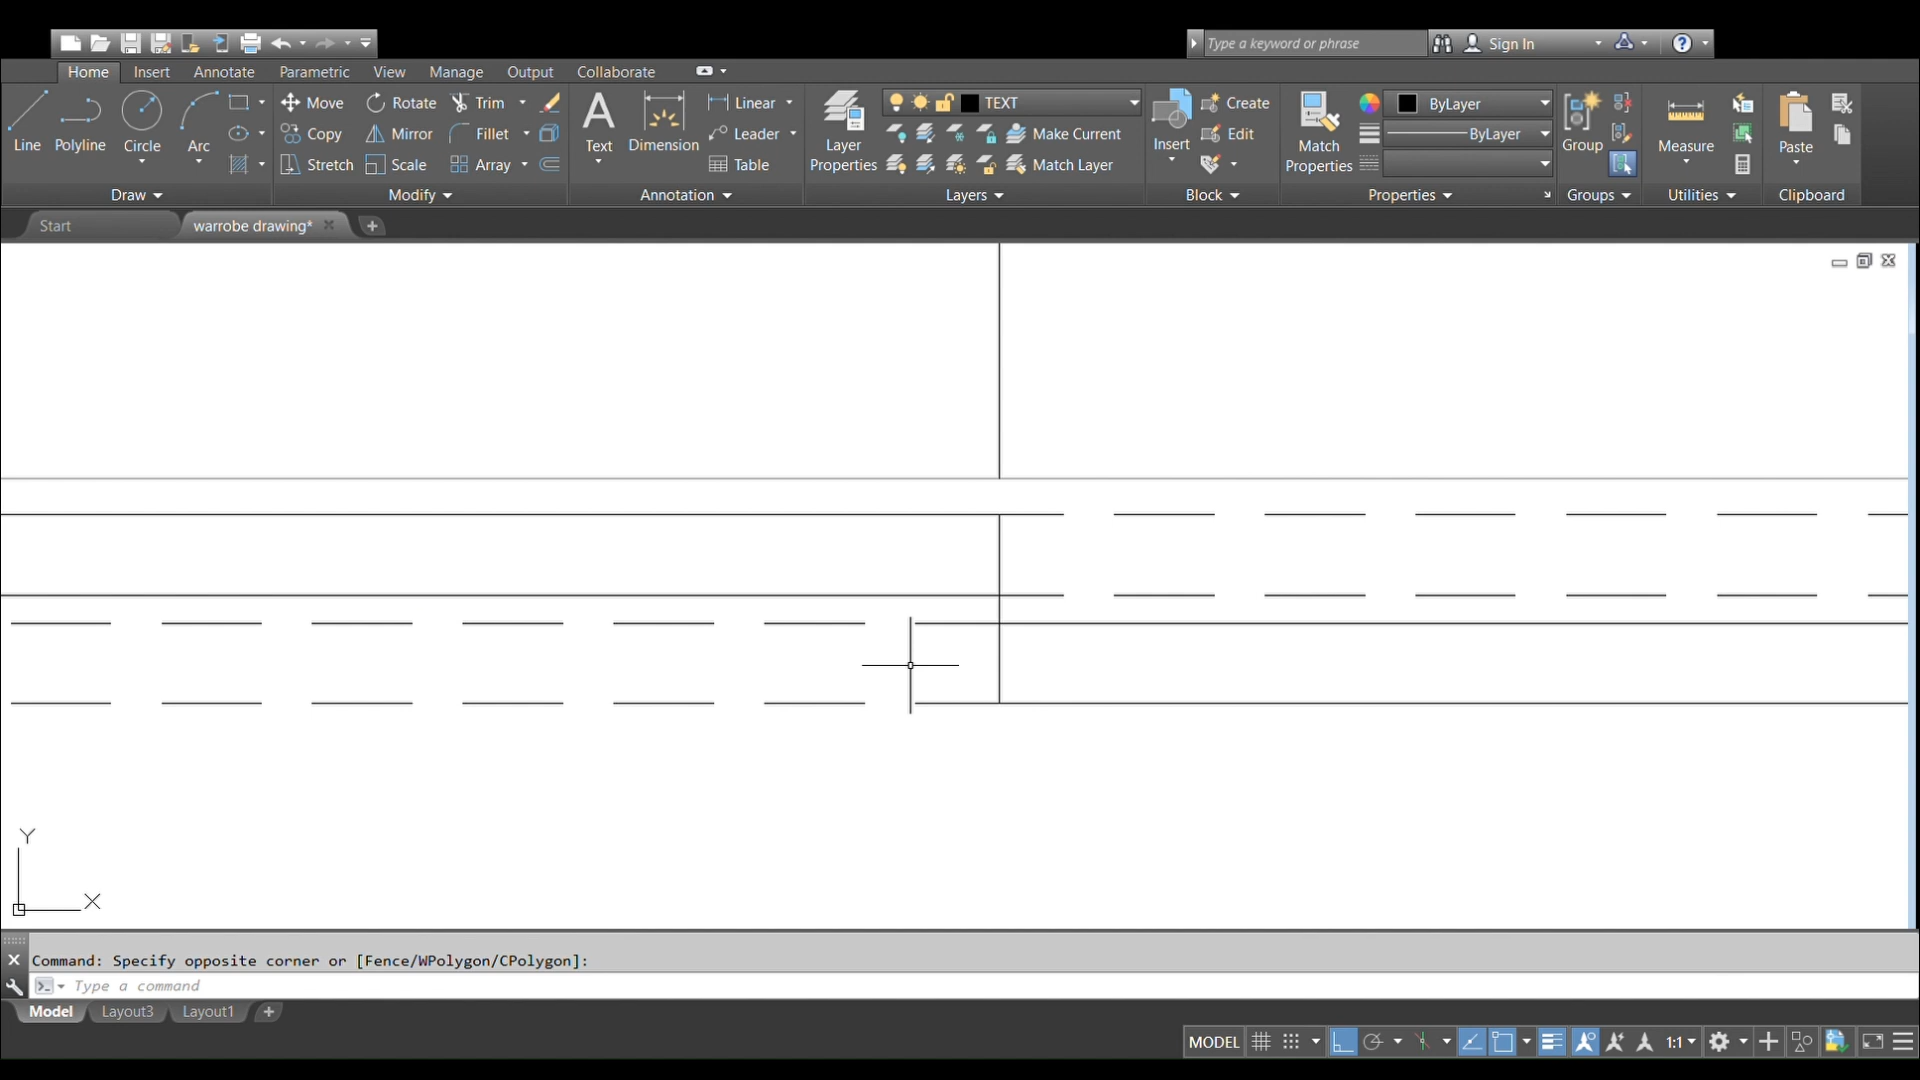 Type a keyword or phrase
Sign In
Home Insert Annotate Parametric View Manage Output Collaborate
Line Polyline Circle Arc
Draw
Move Rotate Trim
Copy Mirror Fillet
Stretch Scale Array
Modify
Text Dimension
Linear
Leader
Table
Annotation
Layer
Properties
TEXT
Make Current
Match Layer
Layers
Insert
Create
Edit
Block
Match
Properties
ByLayer
ByLayer
Properties
Group
Groups
Measure
Utilities
Paste
Clipboard
Start
warrobe drawing*
Y
X
Command: Specify opposite corner or [Fence/WPolygon/CPolygon]:
Type a command
Model Layout3 Layout1
MODEL
1:1